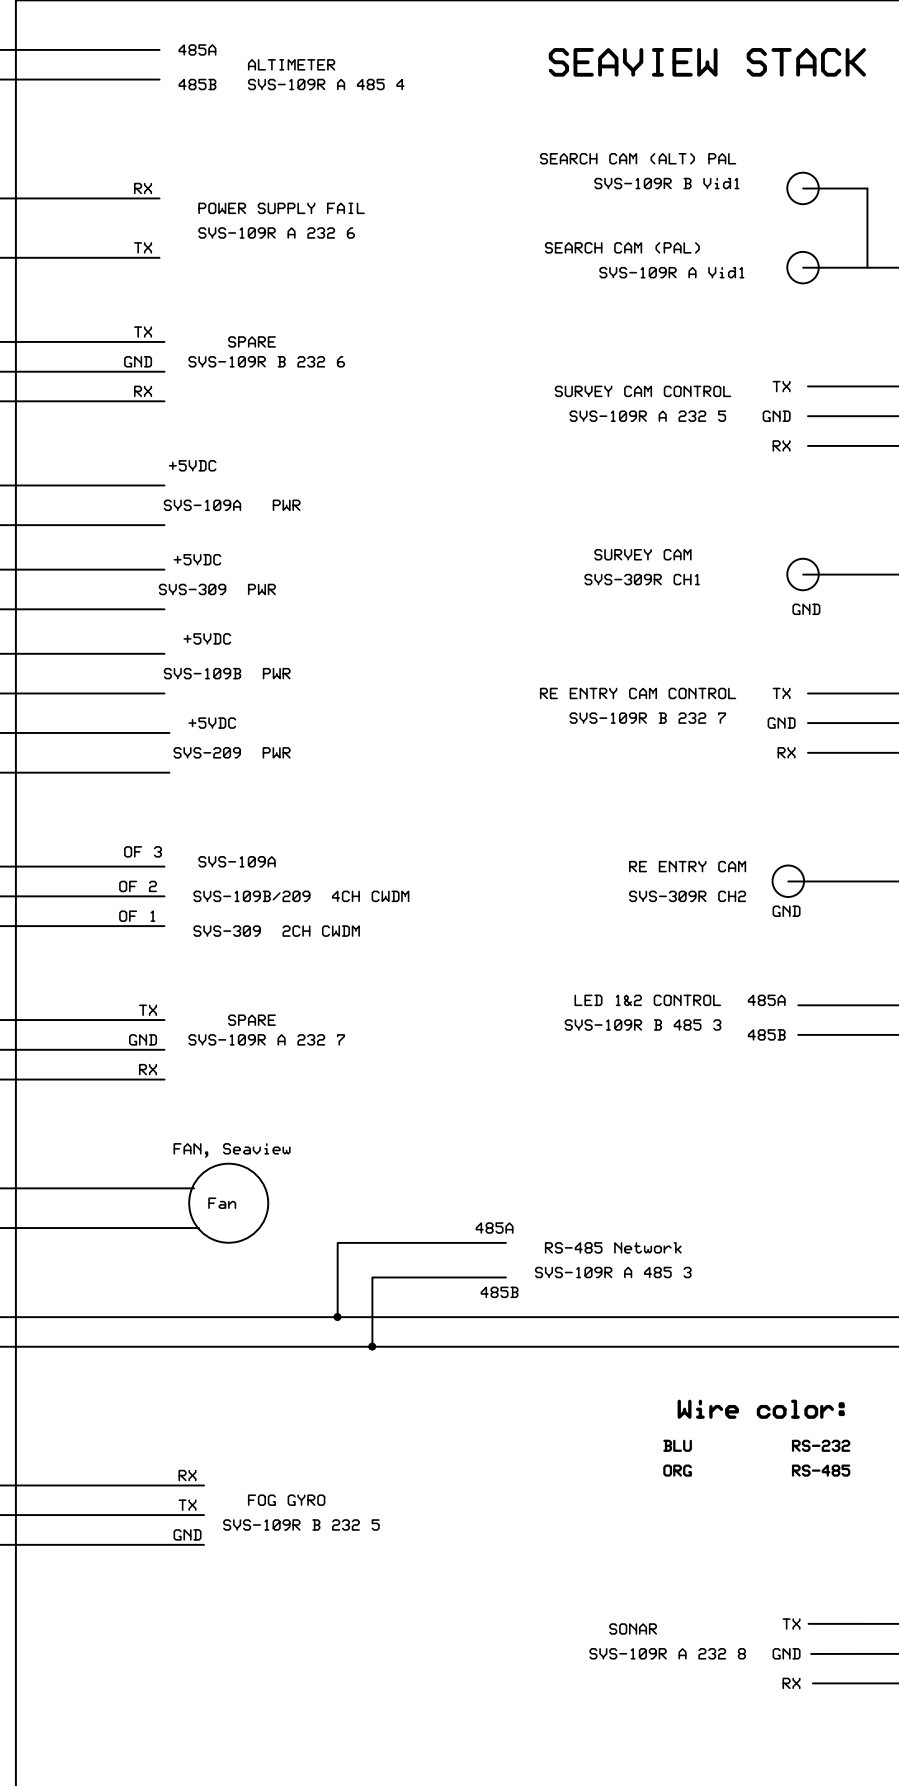 SEAVIEW STACK
485A
ALTIMETER
485B SVS-109R A 485 4
SEARCH CAM (ALT) PAL
SVS-109R B Vid1
RX
POWER SUPPLY FAIL
SVS-109R A 232 6
TX
SEARCH CAM (PAL)
SVS-109R A Vid1
TX
SPARE
GND SVS-109R B 232 6
RX
SURVEY CAM CONTROL TX
SVS-109R A 232 5 GND
RX
+5VDC
SVS-109A PWR
+5VDC
SVS-309 PWR
SURVEY CAM
SVS-309R CH1
GND
+5VDC
SVS-109B PWR
+5VDC
SVS-209 PWR
RE ENTRY CAM CONTROL TX
SVS-109R B 232 7 GND
RX
OF 3 SVS-109A
OF 2 SVS-109B/209 4CH CWDM
OF 1 SVS-309 2CH CWDM
RE ENTRY CAM
SVS-309R CH2
GND
TX
SPARE
GND SVS-109R A 232 7
RX
LED 1&2 CONTROL 485A
SVS-109R B 485 3 485B
FAN, Seaview
Fan
485A
RS-485 Network
SVS-109R A 485 3
485B
Wire color:
BLU RS-232
ORG RS-485
RX
TX FOG GYRO
SVS-109R B 232 5
GND
SONAR TX
SVS-109R A 232 8 GND
RX